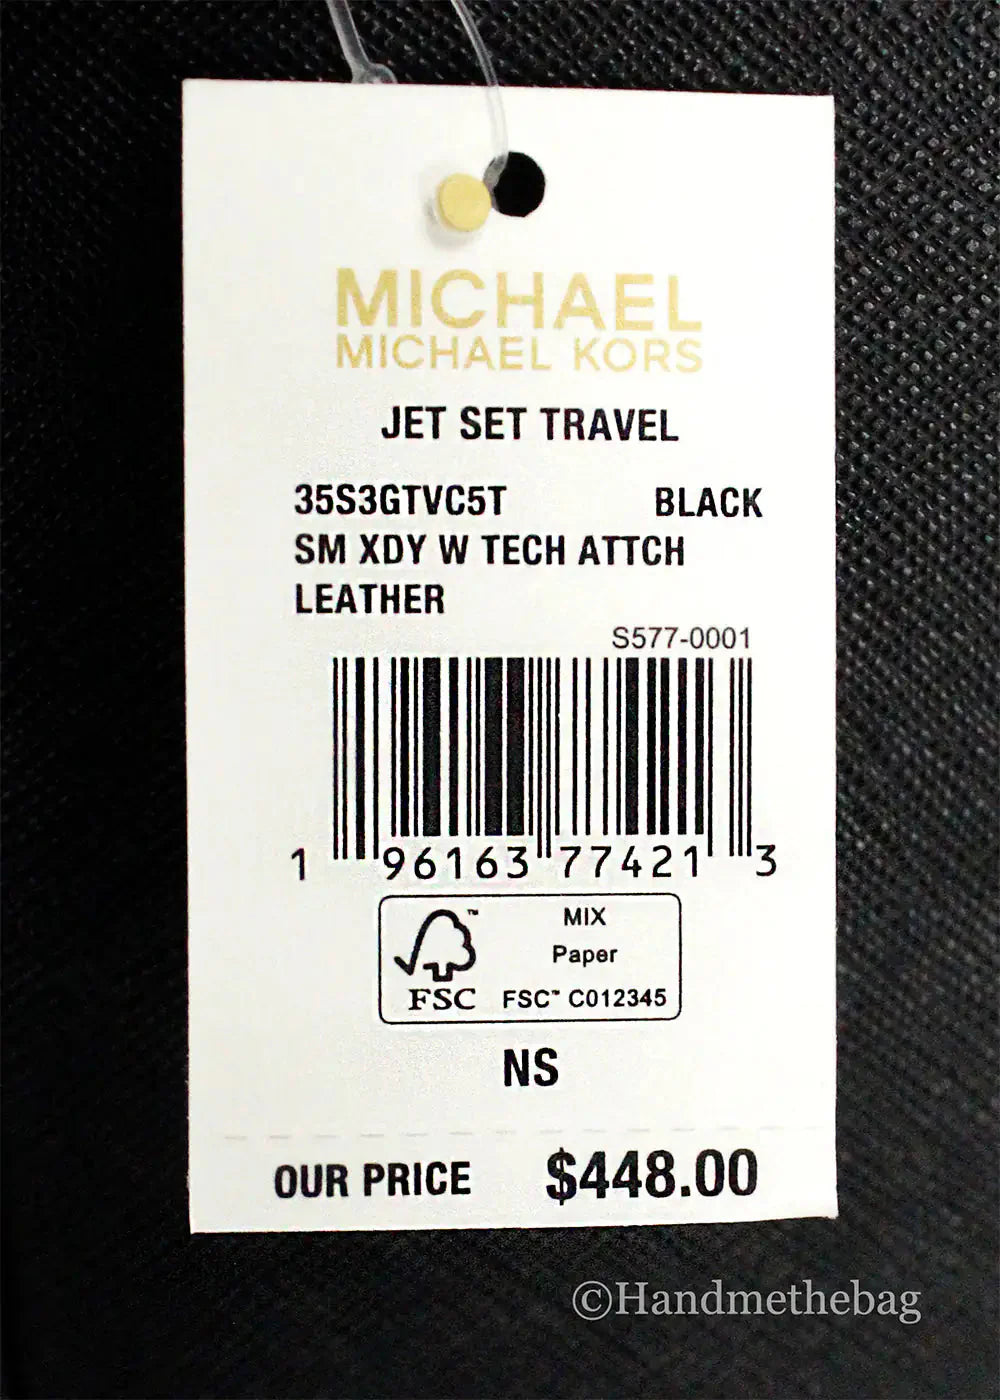 MICHAEL
MICHAEL KORS
JET SET TRAVEL
35S3GTVC5T BLACK
SM XDY W TECH ATTCH
LEATHER
S577-0001
1 96163 77421 3
FSC
™
MIX
Paper
FSC™ C012345
NS
OUR PRICE $448.00
©Handmethebag